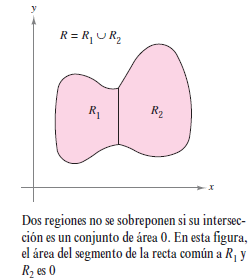 y
R = R₁ ∪ R₂
R₁
R₂
x
Dos regiones no se sobreponen si su intersec-
ción es un conjunto de área 0. En esta figura,
el área del segmento de la recta común a R₁ y
R₂ es 0